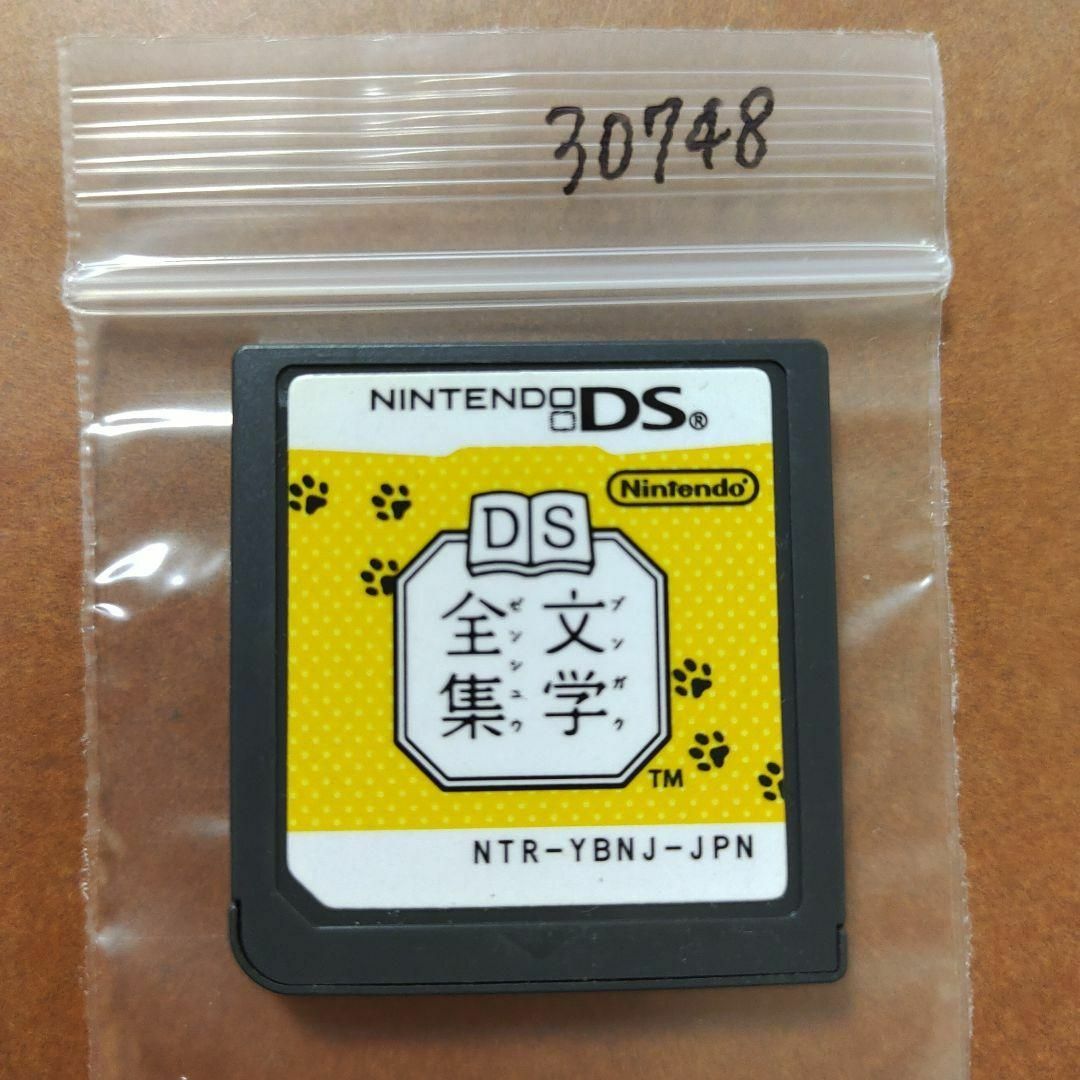 30748
NINTENDO DS®
Nintendo®
DS
文学
ブンガク
全集
ゼンシュウ
TM
NTR-YBNJ-JPN